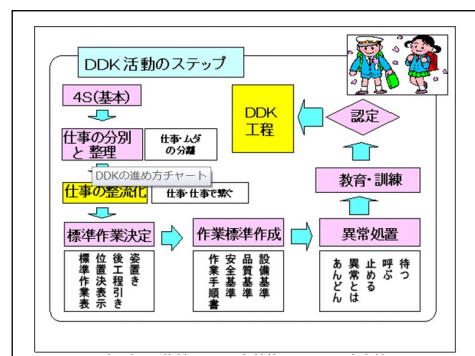 DDK活動のステップ
4S(基本)
仕事の分別
と 整理
仕事・ムダ
の分離
DDKの進め方チャート
仕事の整流化
仕事・仕事で繋ぐ
標準作業決定
姿置き
後工程引き
位置決表示
標準作業表
作業標準作成
設備基準
品質基準
安全基準
作業手順書
異常処置
待つ
呼ぶ
止める
異常とは
あんどん
教育・訓練
認定
DDK
工程